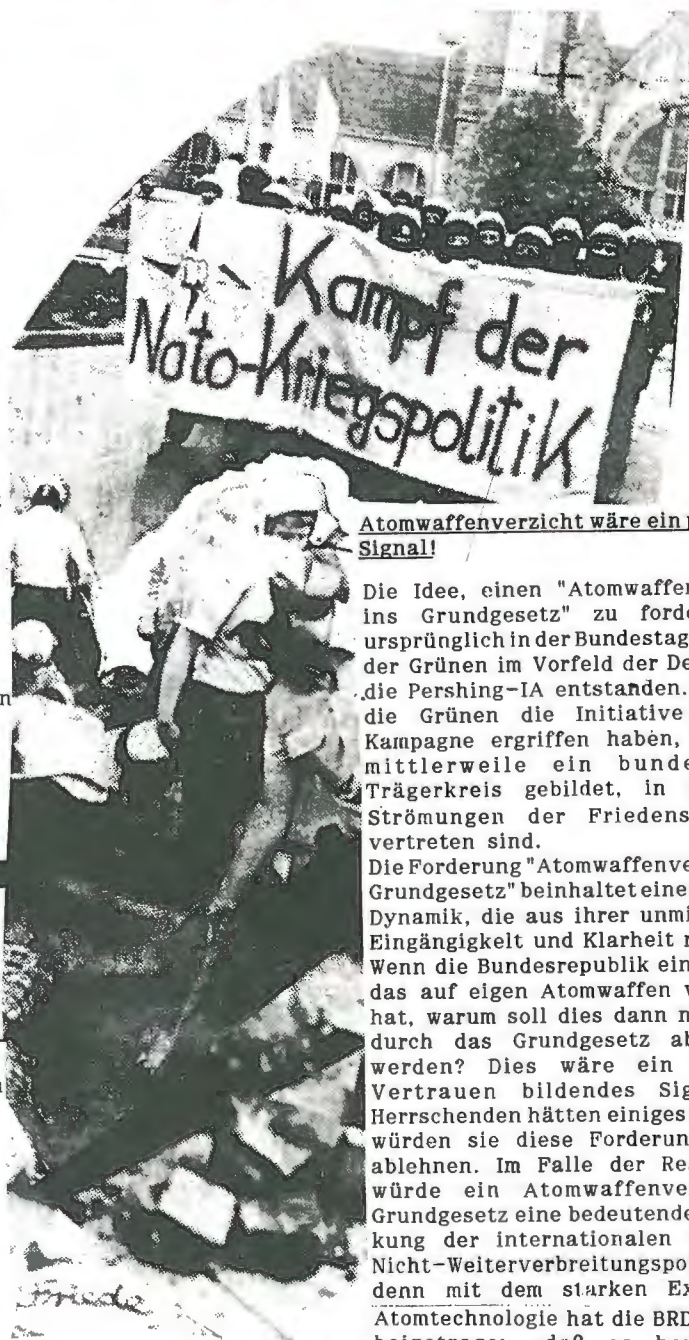 Kampf der
Nato-Kriegspolitik
Atomwaffenverzicht wäre ein
Signal!
Die Idee, einen "Atomwaffen
ins Grundgesetz" zu forde
ursprünglich in der Bundestag
der Grünen im Vorfeld der De
die Pershing-IA entstanden.
die Grünen die Initiative
Kampagne ergriffen haben,
mittlerweile ein bunde
Trägerkreis gebildet, in
Strömungen der Friedens
vertreten sind.
Die Forderung "Atomwaffenve
Grundgesetz" beinhaltet eine
Dynamik, die aus ihrer unmi
Eingängigkelt und Klarheit r
Wenn die Bundesrepublik ein
das auf eigen Atomwaffen v
hat, warum soll dies dann n
durch das Grundgesetz ab
werden? Dies wäre ein
Vertrauen bildendes Sig
Herrschenden hätten einiges
würden sie diese Forderun
ablehnen. Im Falle der Re
würde ein Atomwaffenve
Grundgesetz eine bedeutende
kung der internationalen
Nicht-Weiterverbreitungspo
denn mit dem starken Ex
Atomtechnologie hat die BRD